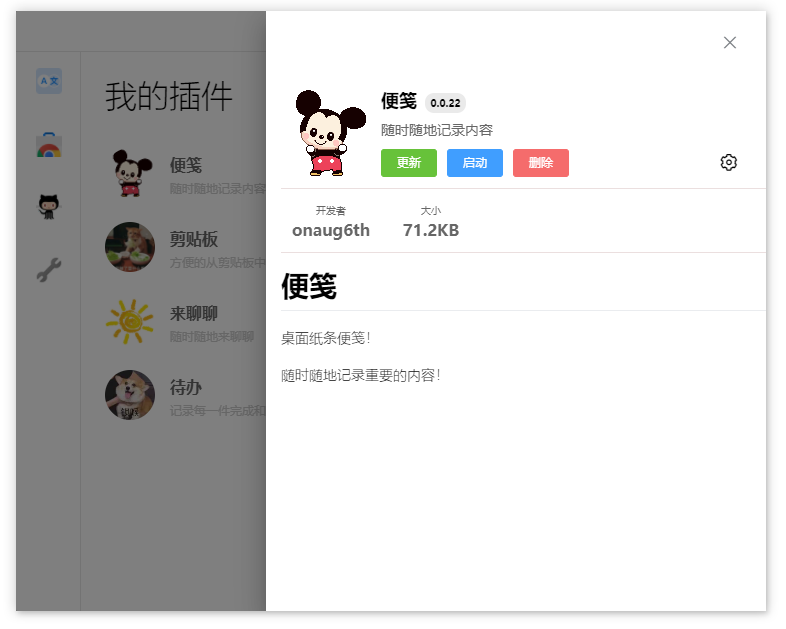 A 文
我的插件
便笺
随时随地记录内容
剪贴板
方便的从剪贴板中
来聊聊
随时随地来聊聊
待办
记录每一件完成和
便笺 0.0.22
随时随地记录内容
更新 启动 删除
开发者 大小
onaug6th 71.2KB
便笺
桌面纸条便笺!
随时随地记录重要的内容!